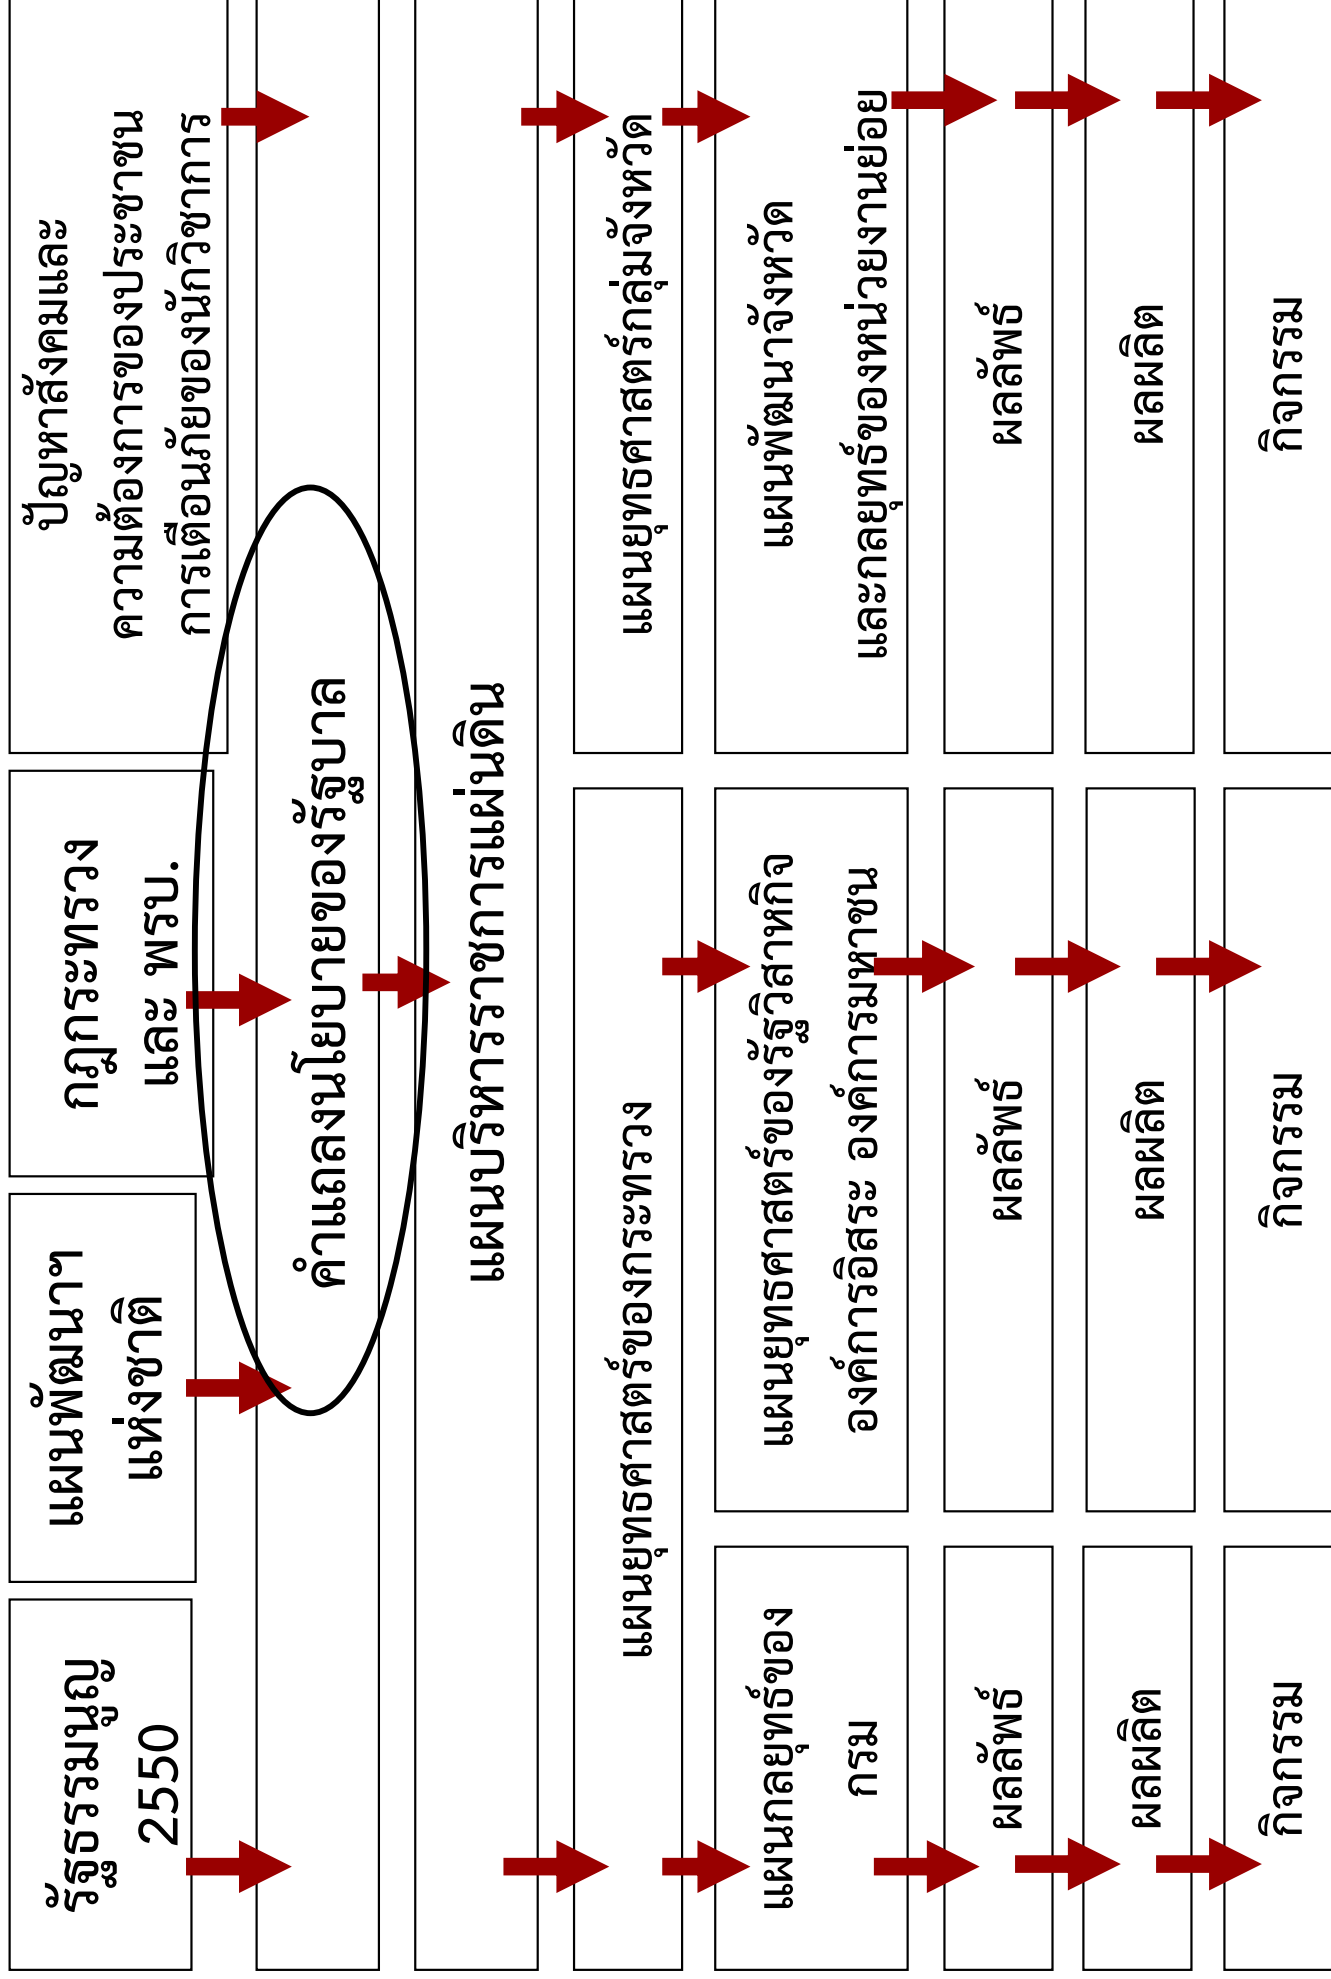 รัฐธรรมนูญ
2550
แผนพัฒนาฯ
แห่งชาติ
กฎกระทรวง
และ พรบ.
ปัญหาสังคมและ
ความต้องการของประชาชน
การเตือนภัยของนักวิชาการ
คำแถลงนโยบายของรัฐบาล
แผนบริหารราชการแผ่นดิน
แผนยุทธศาสตร์ของกระทรวง
แผนยุทธศาสตร์กลุ่มจังหวัด
แผนกลยุทธ์ของ
กรม
แผนยุทธศาสตร์ของรัฐวิสาหกิจ
องค์การอิสระ องค์การมหาชน
แผนพัฒนาจังหวัด
และกลยุทธ์ของหน่วยงานย่อย
ผลลัพธ์
ผลลัพธ์
ผลลัพธ์
ผลผลิต
ผลผลิต
ผลผลิต
กิจกรรม
กิจกรรม
กิจกรรม